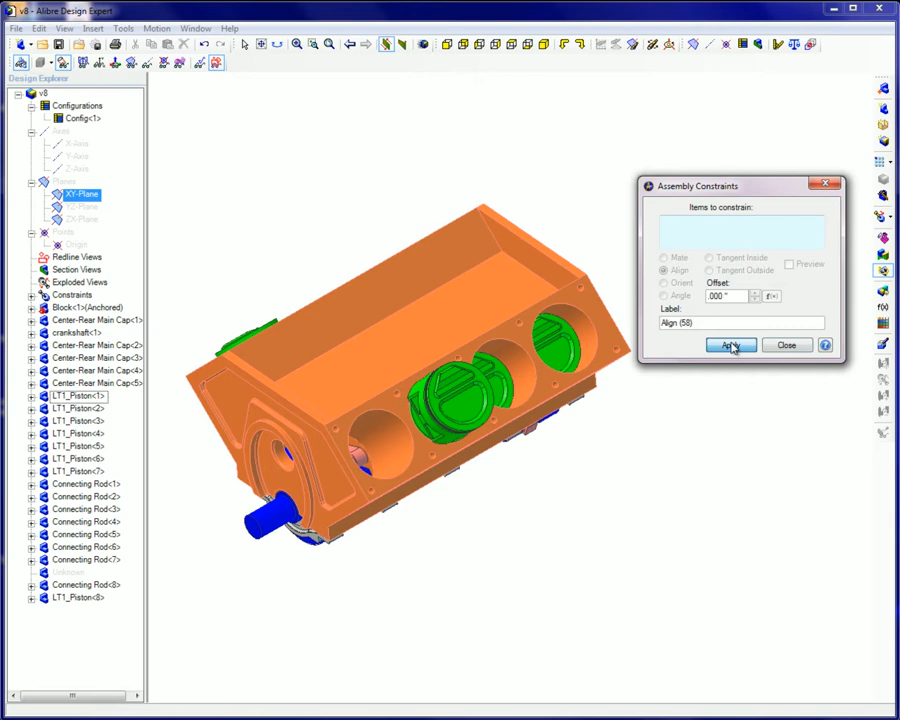 v8 - Alibre Design Expert
File Edit View Insert Tools Motion Window Help
Design Explorer
v8
Configurations
Config<1>
Axes
X-Axis
Y-Axis
Z-Axis
Planes
XY-Plane
YZ-Plane
ZX-Plane
Points
Origin
Redline Views
Section Views
Exploded Views
Constraints
Block<1>(Anchored)
Center-Rear Main Cap<1>
crankshaft<1>
Center-Rear Main Cap<2>
Center-Rear Main Cap<3>
Center-Rear Main Cap<4>
Center-Rear Main Cap<5>
LT1_Piston<1>
LT1_Piston<2>
LT1_Piston<3>
LT1_Piston<4>
LT1_Piston<5>
LT1_Piston<6>
LT1_Piston<7>
Connecting Rod<1>
Connecting Rod<2>
Connecting Rod<3>
Connecting Rod<4>
Connecting Rod<5>
Connecting Rod<6>
Connecting Rod<7>
Unknown
Connecting Rod<8>
LT1_Piston<8>
Assembly Constraints
Items to constrain:
Mate Tangent Inside
Align Tangent Outside Preview
Orient Offset:
Angle .000 " f(x)
Label:
Align (58)
Apply Close ?
f(x)